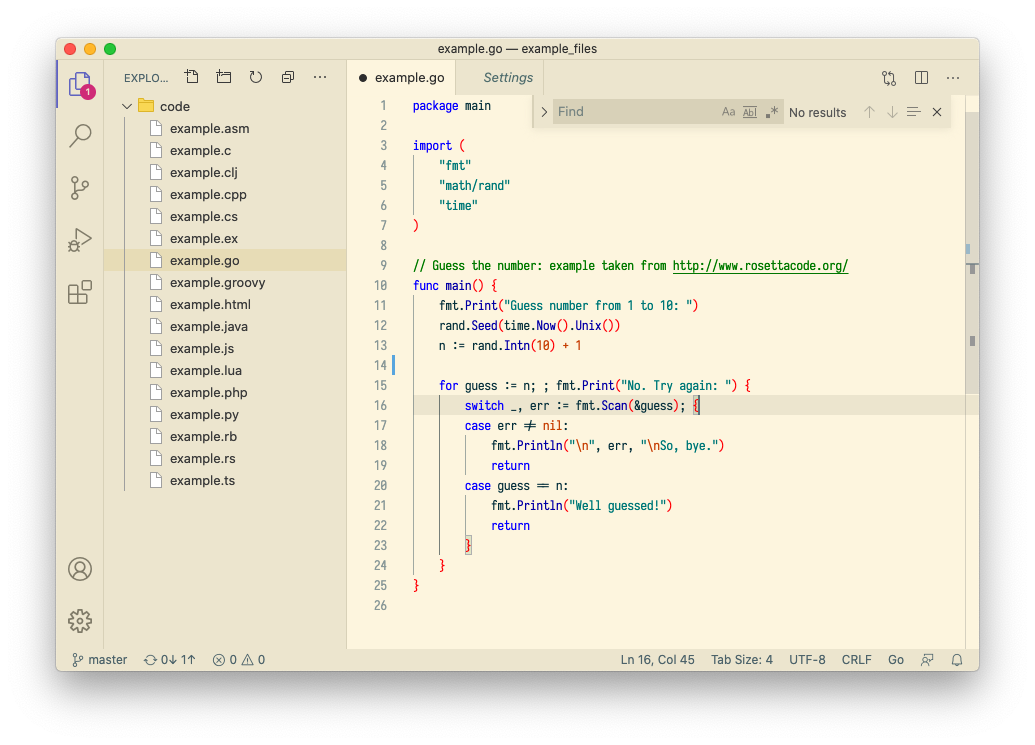 example.go — example_files
EXPLO...
1
code
example.asm
example.c
example.clj
example.cpp
example.cs
example.ex
example.go
example.groovy
example.html
example.java
example.js
example.lua
example.php
example.py
example.rb
example.rs
example.ts
example.go Settings
Find Aa Abl .* No results
1 package main
2
3 import (
4 "fmt"
5 "math/rand"
6 "time"
7 )
8
9 // Guess the number: example taken from http://www.rosettacode.org/
10 func main() {
11 fmt.Print("Guess number from 1 to 10: ")
12 rand.Seed(time.Now().Unix())
13 n := rand.Intn(10) + 1
14
15 for guess := n; ; fmt.Print("No. Try again: ") {
16 switch _, err := fmt.Scan(&guess); {
17 case err ≠ nil:
18 fmt.Println("\n", err, "\nSo, bye.")
19 return
20 case guess == n:
21 fmt.Println("Well guessed!")
22 return
23 }
24 }
25 }
26
master 0↓ 1↑ 0 0 Ln 16, Col 45 Tab Size: 4 UTF-8 CRLF Go